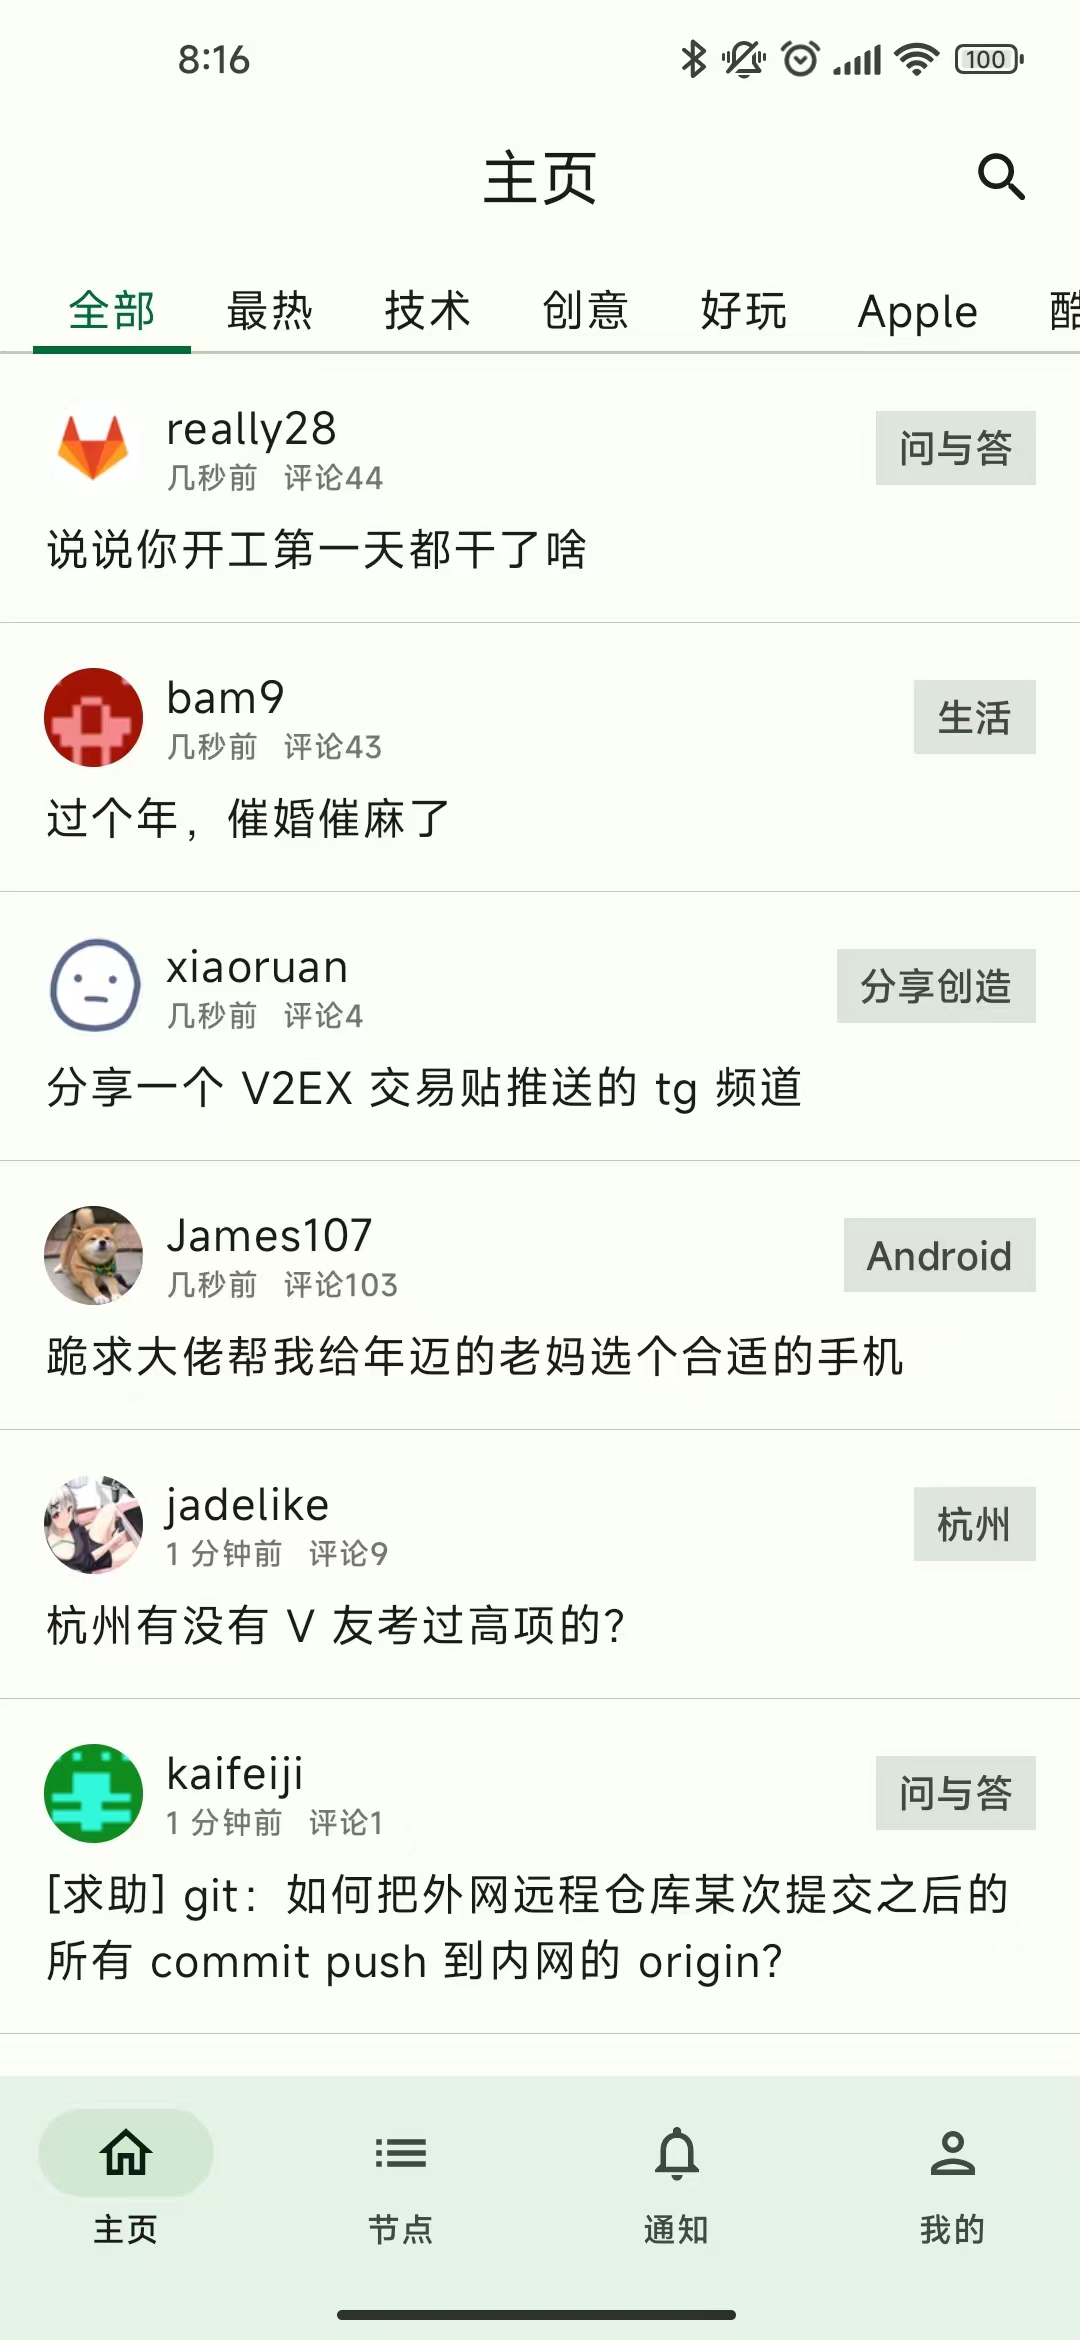 8:16
100
主页
全部 最热 技术 创意 好玩 Apple 酷
really28
问与答
几秒前 评论44
说说你开工第一天都干了啥
bam9
生活
几秒前 评论43
过个年，催婚催麻了
xiaoruan
分享创造
几秒前 评论4
分享一个 V2EX 交易贴推送的 tg 频道
James107
Android
几秒前 评论103
跪求大佬帮我给年迈的老妈选个合适的手机
jadelike
杭州
1 分钟前 评论9
杭州有没有 V 友考过高项的？
kaifeiji
问与答
1 分钟前 评论1
[求助] git：如何把外网远程仓库某次提交之后的
所有 commit push 到内网的 origin？
主页 节点 通知 我的